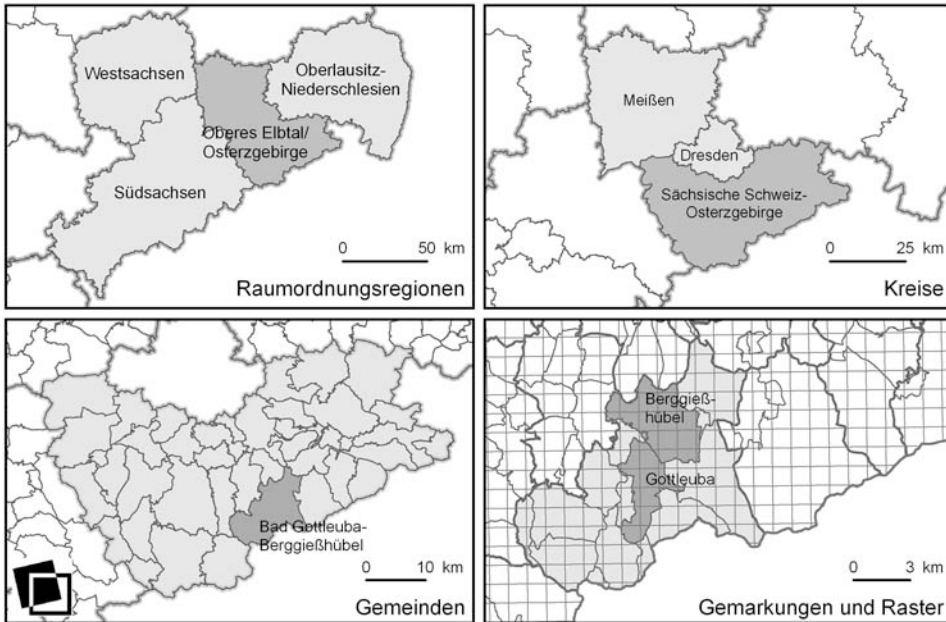 Westsachsen
Oberlausitz-
Niederschlesien
Oberes Elbtal/
Osterzgebirge
Südsachsen
0 50 km
Raumordnungsregionen
Meißen
Dresden
Sächsische Schweiz-
Osterzgebirge
0 25 km
Kreise
Bad Gottleuba-
Berggießhübel
0 10 km
Gemeinden
Berggieß-
hübel
Gottleuba
0 3 km
Gemarkungen und Raster